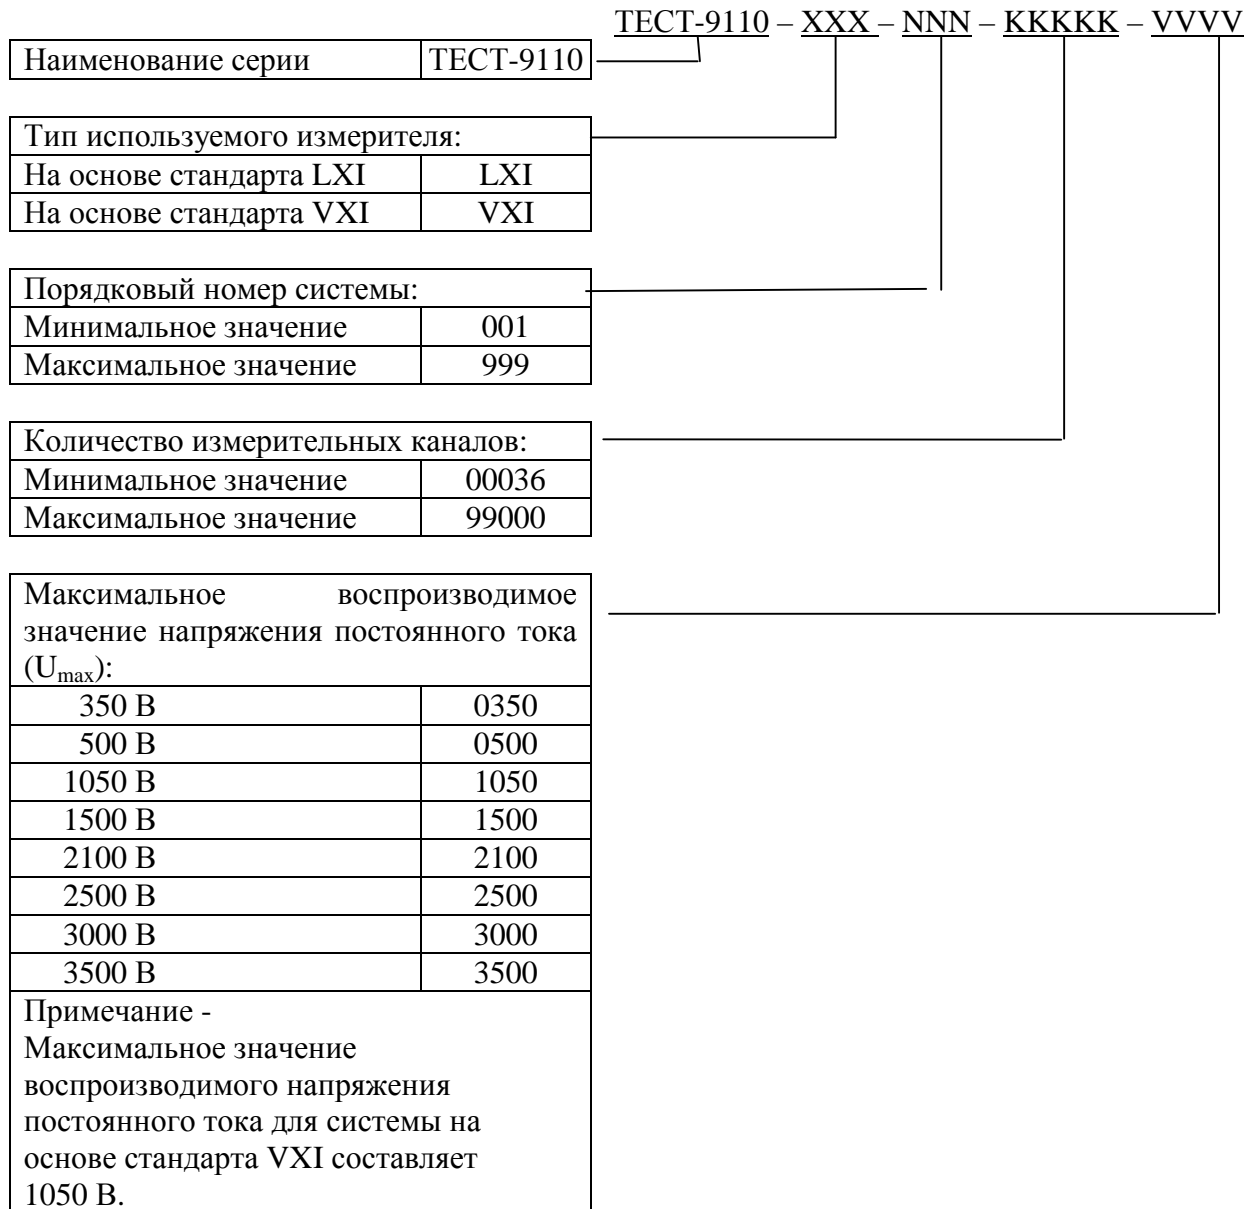 ТЕСТ-9110 – XXX – NNN – KKKKK – VVVV
Наименование серии ТЕСТ-9110
Тип используемого измерителя:
На основе стандарта LXI LXI
На основе стандарта VXI VXI
Порядковый номер системы:
Минимальное значение 001
Максимальное значение 999
Количество измерительных каналов:
Минимальное значение 00036
Максимальное значение 99000
Максимальное воспроизводимое
значение напряжения постоянного тока
(Umax):
350 В 0350
500 В 0500
1050 В 1050
1500 В 1500
2100 В 2100
2500 В 2500
3000 В 3000
3500 В 3500
Примечание -
Максимальное значение
воспроизводимого напряжения
постоянного тока для системы на
основе стандарта VXI составляет
1050 В.